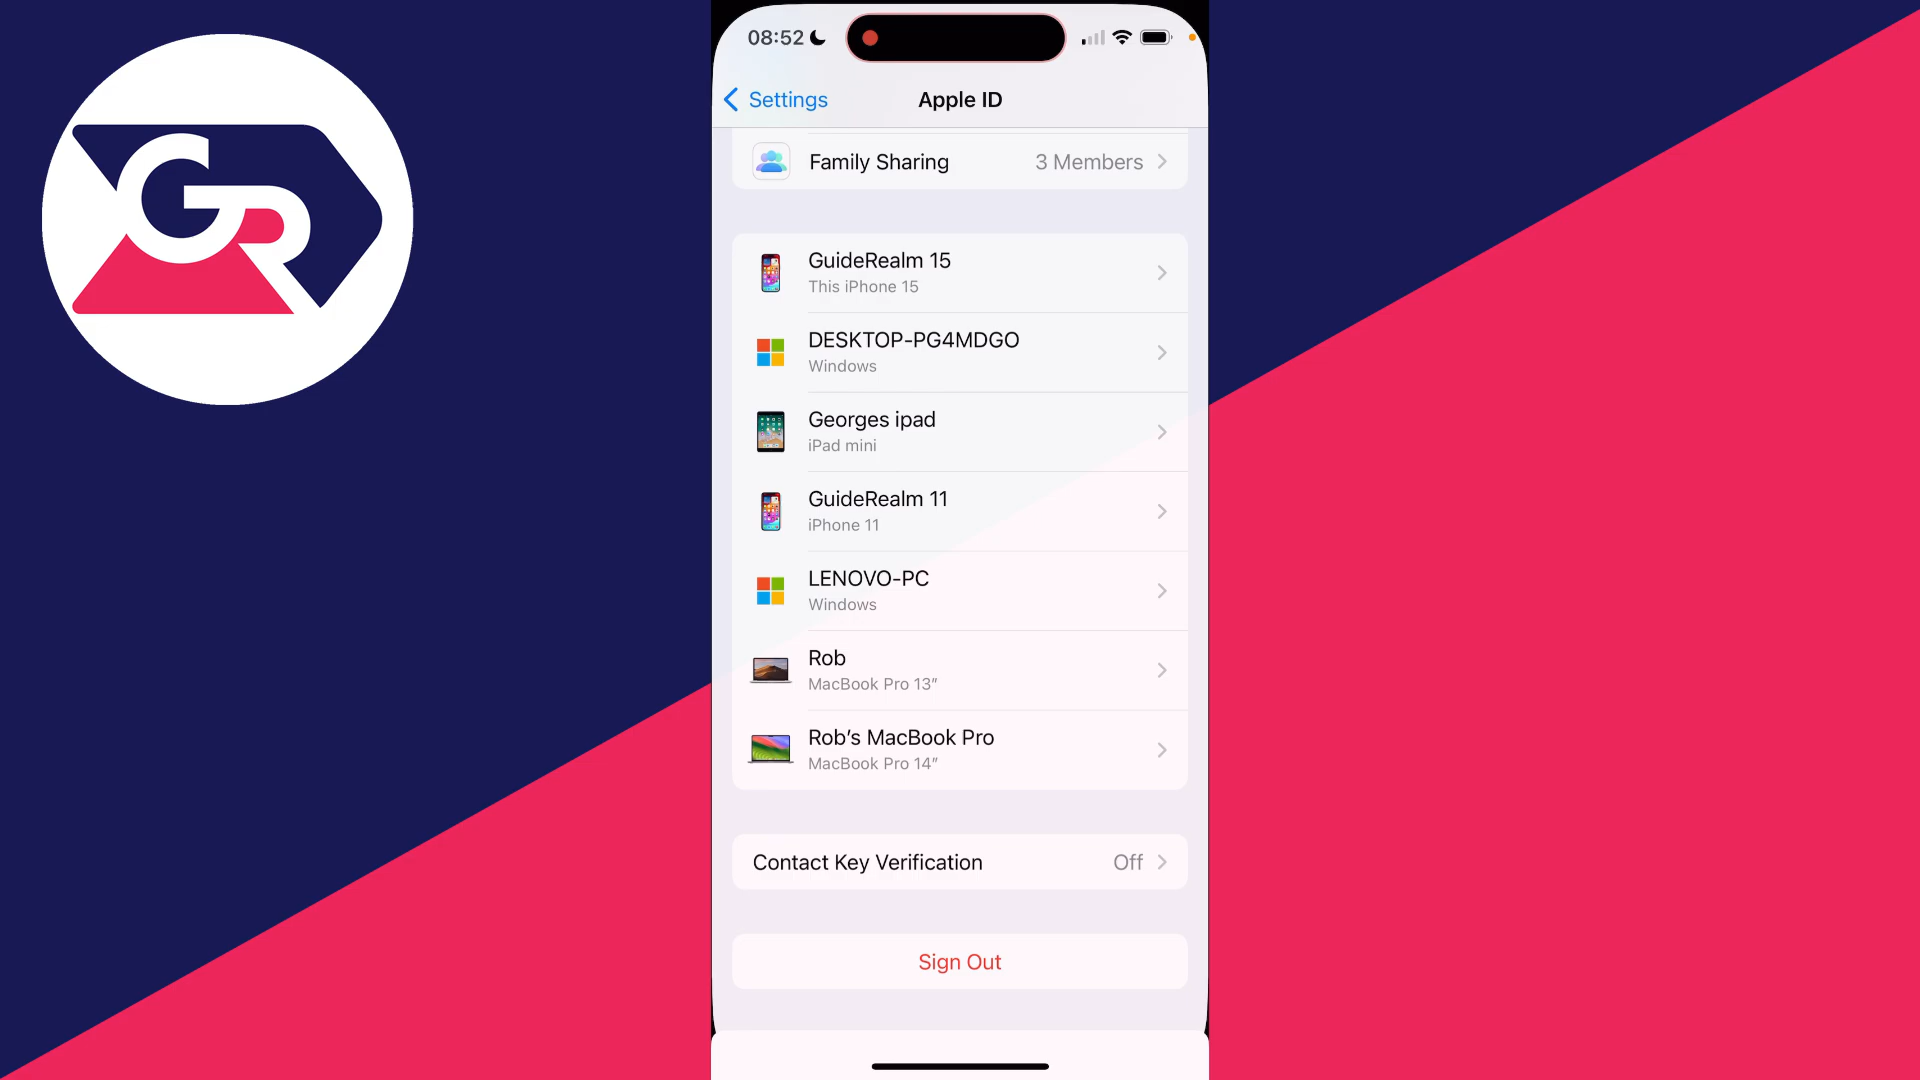 GR
08:52
Settings
Apple ID
Family Sharing 3 Members
GuideRealm 15
This iPhone 15
DESKTOP-PG4MDGO
Windows
Georges ipad
iPad mini
GuideRealm 11
iPhone 11
LENOVO-PC
Windows
Rob
MacBook Pro 13”
Rob’s MacBook Pro
MacBook Pro 14”
Contact Key Verification Off
Sign Out